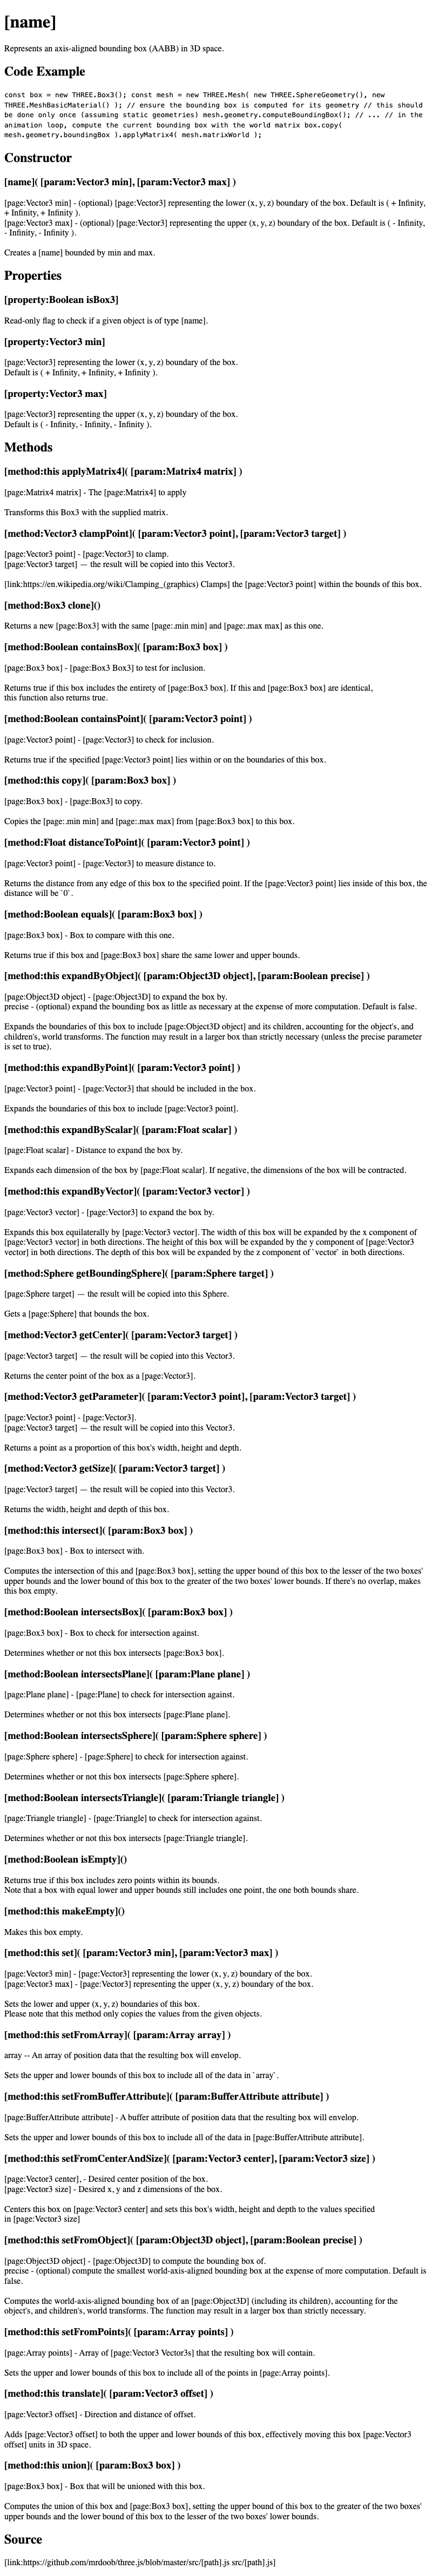 [name]
Represents an axis-aligned bounding box (AABB) in 3D space.
Code Example
const box = new THREE.Box3(); const mesh = new THREE.Mesh( new THREE.SphereGeometry(), new
THREE.MeshBasicMaterial() ); // ensure the bounding box is computed for its geometry // this should
be done only once (assuming static geometries) mesh.geometry.computeBoundingBox(); // ... // in the
animation loop, compute the current bounding box with the world matrix box.copy(
mesh.geometry.boundingBox ).applyMatrix4( mesh.matrixWorld );
Constructor
[name]( [param:Vector3 min], [param:Vector3 max] )
[page:Vector3 min] - (optional) [page:Vector3] representing the lower (x, y, z) boundary of the box. Default is ( + Infinity,
+ Infinity, + Infinity ).
[page:Vector3 max] - (optional) [page:Vector3] representing the upper (x, y, z) boundary of the box. Default is ( - Infinity,
- Infinity, - Infinity ).
Creates a [name] bounded by min and max.
Properties
[property:Boolean isBox3]
Read-only flag to check if a given object is of type [name].
[property:Vector3 min]
[page:Vector3] representing the lower (x, y, z) boundary of the box.
Default is ( + Infinity, + Infinity, + Infinity ).
[property:Vector3 max]
[page:Vector3] representing the upper (x, y, z) boundary of the box.
Default is ( - Infinity, - Infinity, - Infinity ).
Methods
[method:this applyMatrix4]( [param:Matrix4 matrix] )
[page:Matrix4 matrix] - The [page:Matrix4] to apply
Transforms this Box3 with the supplied matrix.
[method:Vector3 clampPoint]( [param:Vector3 point], [param:Vector3 target] )
[page:Vector3 point] - [page:Vector3] to clamp.
[page:Vector3 target] — the result will be copied into this Vector3.
[link:https://en.wikipedia.org/wiki/Clamping_(graphics) Clamps] the [page:Vector3 point] within the bounds of this box.
[method:Box3 clone]()
Returns a new [page:Box3] with the same [page:.min min] and [page:.max max] as this one.
[method:Boolean containsBox]( [param:Box3 box] )
[page:Box3 box] - [page:Box3 Box3] to test for inclusion.
Returns true if this box includes the entirety of [page:Box3 box]. If this and [page:Box3 box] are identical,
this function also returns true.
[method:Boolean containsPoint]( [param:Vector3 point] )
[page:Vector3 point] - [page:Vector3] to check for inclusion.
Returns true if the specified [page:Vector3 point] lies within or on the boundaries of this box.
[method:this copy]( [param:Box3 box] )
[page:Box3 box] - [page:Box3] to copy.
Copies the [page:.min min] and [page:.max max] from [page:Box3 box] to this box.
[method:Float distanceToPoint]( [param:Vector3 point] )
[page:Vector3 point] - [page:Vector3] to measure distance to.
Returns the distance from any edge of this box to the specified point. If the [page:Vector3 point] lies inside of this box, the
distance will be `0`.
[method:Boolean equals]( [param:Box3 box] )
[page:Box3 box] - Box to compare with this one.
Returns true if this box and [page:Box3 box] share the same lower and upper bounds.
[method:this expandByObject]( [param:Object3D object], [param:Boolean precise] )
[page:Object3D object] - [page:Object3D] to expand the box by.
precise - (optional) expand the bounding box as little as necessary at the expense of more computation. Default is false.
Expands the boundaries of this box to include [page:Object3D object] and its children, accounting for the object's, and
children's, world transforms. The function may result in a larger box than strictly necessary (unless the precise parameter
is set to true).
[method:this expandByPoint]( [param:Vector3 point] )
[page:Vector3 point] - [page:Vector3] that should be included in the box.
Expands the boundaries of this box to include [page:Vector3 point].
[method:this expandByScalar]( [param:Float scalar] )
[page:Float scalar] - Distance to expand the box by.
Expands each dimension of the box by [page:Float scalar]. If negative, the dimensions of the box will be contracted.
[method:this expandByVector]( [param:Vector3 vector] )
[page:Vector3 vector] - [page:Vector3] to expand the box by.
Expands this box equilaterally by [page:Vector3 vector]. The width of this box will be expanded by the x component of
[page:Vector3 vector] in both directions. The height of this box will be expanded by the y component of [page:Vector3
vector] in both directions. The depth of this box will be expanded by the z component of `vector` in both directions.
[method:Sphere getBoundingSphere]( [param:Sphere target] )
[page:Sphere target] — the result will be copied into this Sphere.
Gets a [page:Sphere] that bounds the box.
[method:Vector3 getCenter]( [param:Vector3 target] )
[page:Vector3 target] — the result will be copied into this Vector3.
Returns the center point of the box as a [page:Vector3].
[method:Vector3 getParameter]( [param:Vector3 point], [param:Vector3 target] )
[page:Vector3 point] - [page:Vector3].
[page:Vector3 target] — the result will be copied into this Vector3.
Returns a point as a proportion of this box's width, height and depth.
[method:Vector3 getSize]( [param:Vector3 target] )
[page:Vector3 target] — the result will be copied into this Vector3.
Returns the width, height and depth of this box.
[method:this intersect]( [param:Box3 box] )
[page:Box3 box] - Box to intersect with.
Computes the intersection of this and [page:Box3 box], setting the upper bound of this box to the lesser of the two boxes'
upper bounds and the lower bound of this box to the greater of the two boxes' lower bounds. If there's no overlap, makes
this box empty.
[method:Boolean intersectsBox]( [param:Box3 box] )
[page:Box3 box] - Box to check for intersection against.
Determines whether or not this box intersects [page:Box3 box].
[method:Boolean intersectsPlane]( [param:Plane plane] )
[page:Plane plane] - [page:Plane] to check for intersection against.
Determines whether or not this box intersects [page:Plane plane].
[method:Boolean intersectsSphere]( [param:Sphere sphere] )
[page:Sphere sphere] - [page:Sphere] to check for intersection against.
Determines whether or not this box intersects [page:Sphere sphere].
[method:Boolean intersectsTriangle]( [param:Triangle triangle] )
[page:Triangle triangle] - [page:Triangle] to check for intersection against.
Determines whether or not this box intersects [page:Triangle triangle].
[method:Boolean isEmpty]()
Returns true if this box includes zero points within its bounds.
Note that a box with equal lower and upper bounds still includes one point, the one both bounds share.
[method:this makeEmpty]()
Makes this box empty.
[method:this set]( [param:Vector3 min], [param:Vector3 max] )
[page:Vector3 min] - [page:Vector3] representing the lower (x, y, z) boundary of the box.
[page:Vector3 max] - [page:Vector3] representing the upper (x, y, z) boundary of the box.
Sets the lower and upper (x, y, z) boundaries of this box.
Please note that this method only copies the values from the given objects.
[method:this setFromArray]( [param:Array array] )
array -- An array of position data that the resulting box will envelop.
Sets the upper and lower bounds of this box to include all of the data in `array`.
[method:this setFromBufferAttribute]( [param:BufferAttribute attribute] )
[page:BufferAttribute attribute] - A buffer attribute of position data that the resulting box will envelop.
Sets the upper and lower bounds of this box to include all of the data in [page:BufferAttribute attribute].
[method:this setFromCenterAndSize]( [param:Vector3 center], [param:Vector3 size] )
[page:Vector3 center], - Desired center position of the box.
[page:Vector3 size] - Desired x, y and z dimensions of the box.
Centers this box on [page:Vector3 center] and sets this box's width, height and depth to the values specified
in [page:Vector3 size]
[method:this setFromObject]( [param:Object3D object], [param:Boolean precise] )
[page:Object3D object] - [page:Object3D] to compute the bounding box of.
precise - (optional) compute the smallest world-axis-aligned bounding box at the expense of more computation. Default is
false.
Computes the world-axis-aligned bounding box of an [page:Object3D] (including its children), accounting for the
object's, and children's, world transforms. The function may result in a larger box than strictly necessary.
[method:this setFromPoints]( [param:Array points] )
[page:Array points] - Array of [page:Vector3 Vector3s] that the resulting box will contain.
Sets the upper and lower bounds of this box to include all of the points in [page:Array points].
[method:this translate]( [param:Vector3 offset] )
[page:Vector3 offset] - Direction and distance of offset.
Adds [page:Vector3 offset] to both the upper and lower bounds of this box, effectively moving this box [page:Vector3
offset] units in 3D space.
[method:this union]( [param:Box3 box] )
[page:Box3 box] - Box that will be unioned with this box.
Computes the union of this and [page:Box3 box], setting the upper bound of this box to the greater of the two boxes'
upper bounds and the lower bound of this box to the lesser of the two boxes' lower bounds.
Source
[link:https://github.com/mrdoob/three.js/blob/master/src/[path].js src/[path].js]